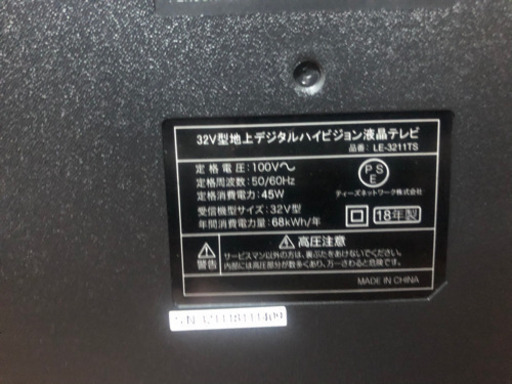 32V型地上デジタルハイビジョン液晶テレビ
品番: LE-3211TS
定格電圧:100V〜
定格周波数:50/60Hz
定格消費電力:45W
受信機型サイズ:32V型
年間消費電力量:68kWh/年
PSE
ティーズネットワーク株式会社
18年製
警告
高圧注意
サービスマン以外の方は、裏ぶたをあけないでください。
内部には高圧部分が数多くあり、万一さわると危険です。
MADE IN CHINA